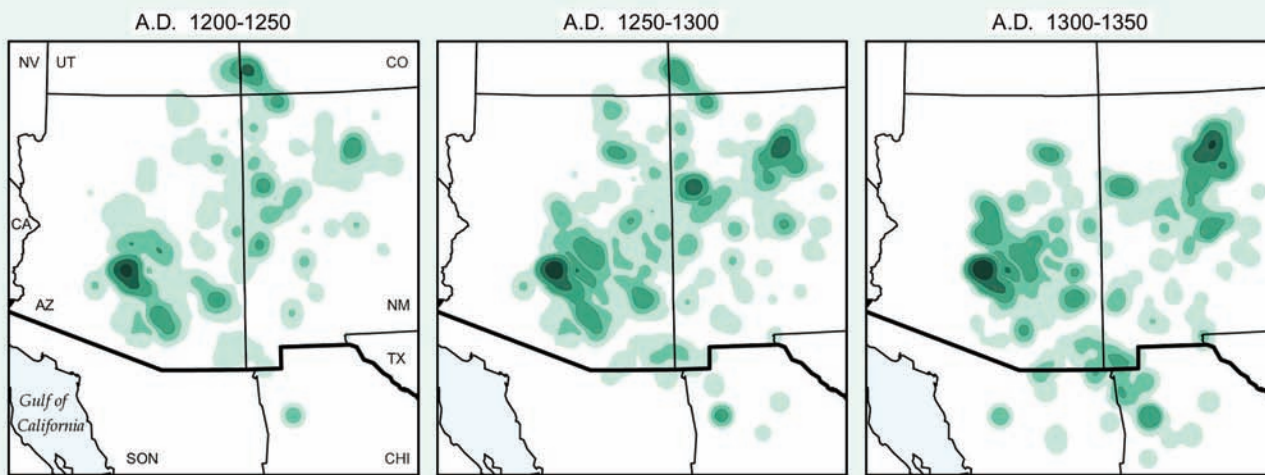 A.D. 1200-1250
A.D. 1250-1300
A.D. 1300-1350
NV
UT
CO
CA
AZ
NM
TX
Gulf of
California
SON
CHI